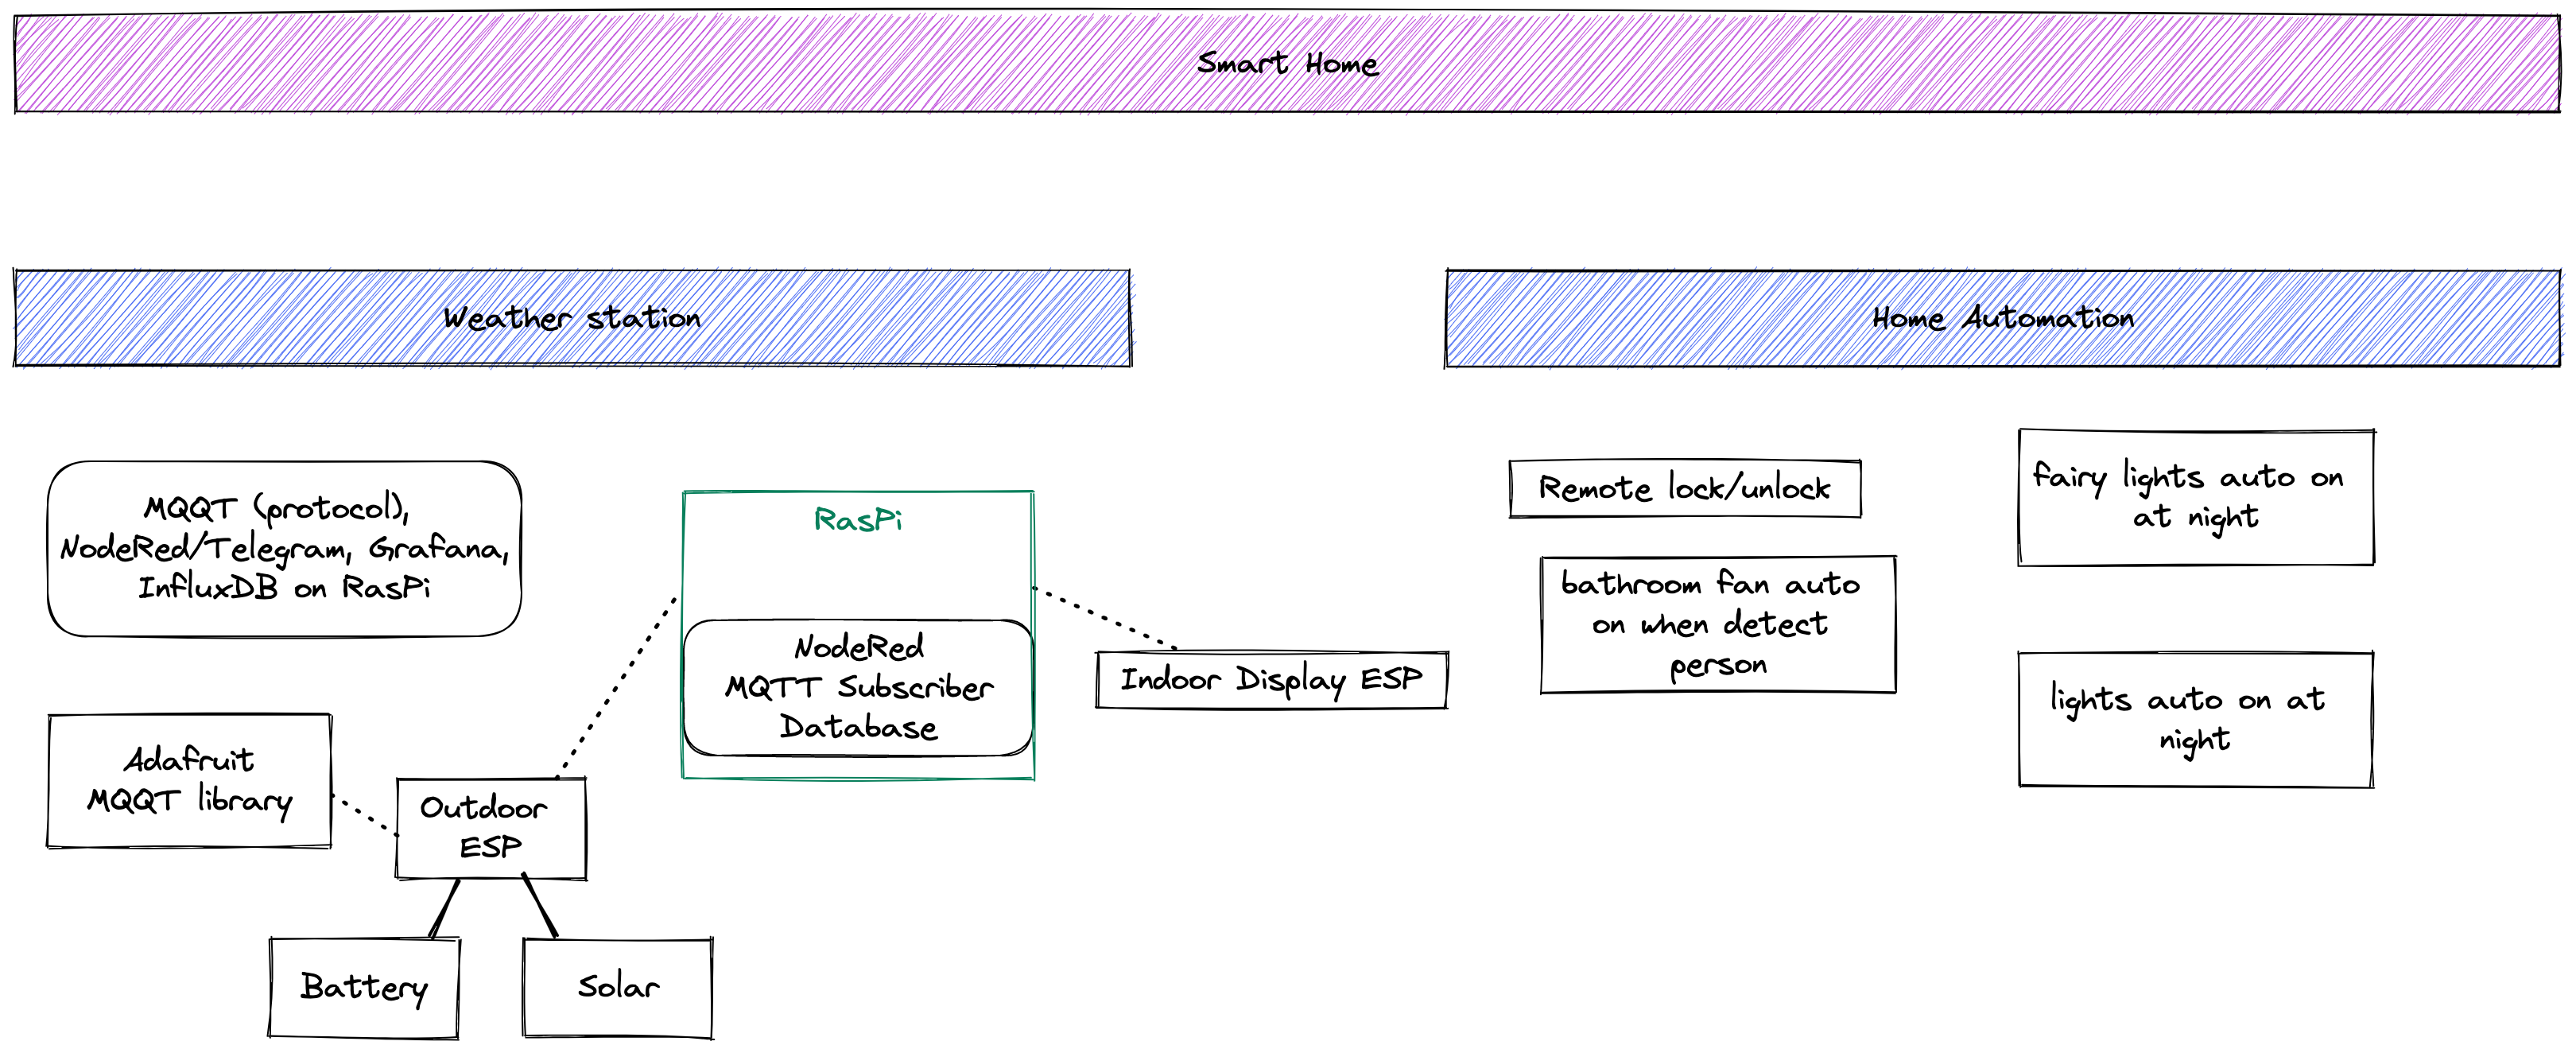 Smart Home
Weather station
Home Automation
MQQT (protocol),
NodeRed/Telegram, Grafana,
InfluxDB on RasPi
RasPi
NodeRed
MQTT Subscriber
Database
Indoor Display ESP
Adafruit
MQQT library
Outdoor
ESP
Battery
Solar
Remote lock/unlock
bathroom fan auto
on when detect
person
fairy lights auto on
at night
lights auto on at
night